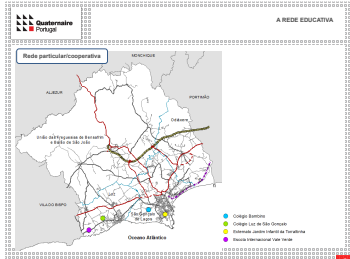 Quaternaire
Portugal
A REDE EDUCATIVA
Rede particular/cooperativa
MONCHIQUE
ALJEZUR
PORTIMÃO
Odiáxere
União das Freguesias de Bensafrim
e Barão de São João
VILA DO BISPO
LUZ
São Gonçalo
de Lagos
Oceano Atlântico
Colégio Bambino
Colégio Luz de São Gonçalo
Externato Jardim Infantil da Torraltinha
Escola Internacional Vale Verde